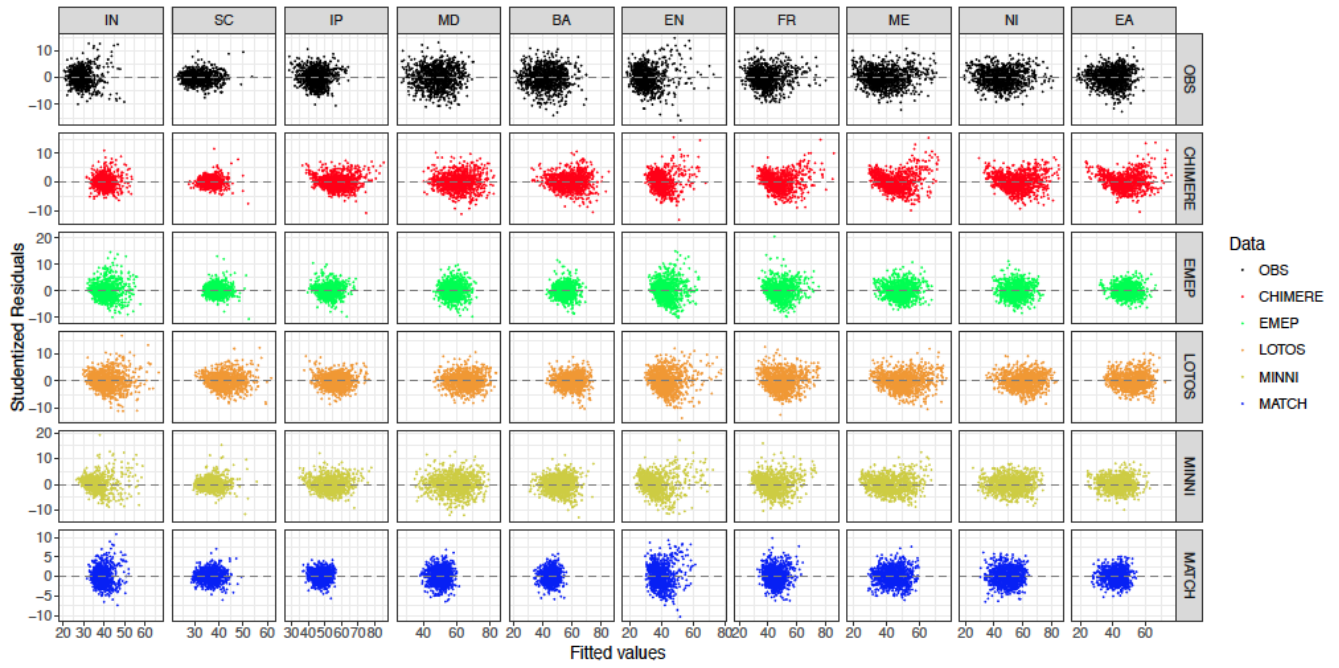 IN SC IP MD BA EN FR ME NI EA
10 0 −10 OBS
10 0 −10 CHIMERE
20 10 0 −10 EMEP
10 0 −10 LOTOS
20 10 0 −10 MINNI
10 5 0 −5 −10 MATCH
20 30 40 50 60 30 40 50 60 30 40 50 60 70 80 40 60 80 20 40 60 80 20 40 60 80 20 40 60 80 20 40 60 20 40 60 80 20 40 60
Fitted values
Studentized Residuals
Data
OBS
CHIMERE
EMEP
LOTOS
MINNI
MATCH